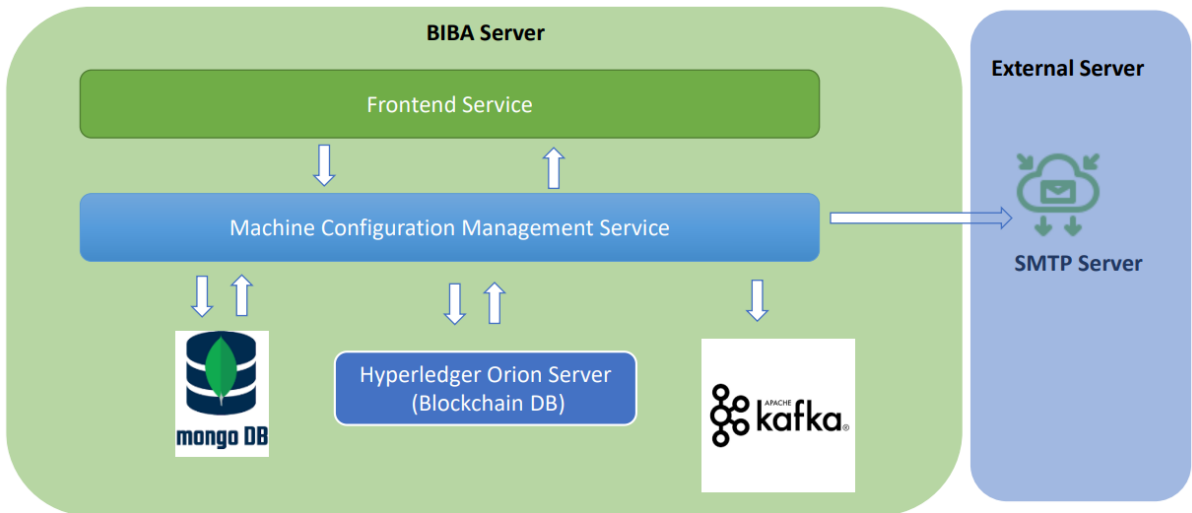 BIBA Server
External Server
Frontend Service
Machine Configuration Management Service
SMTP Server
mongo DB
Hyperledger Orion Server
(Blockchain DB)
APACHE
kafka®